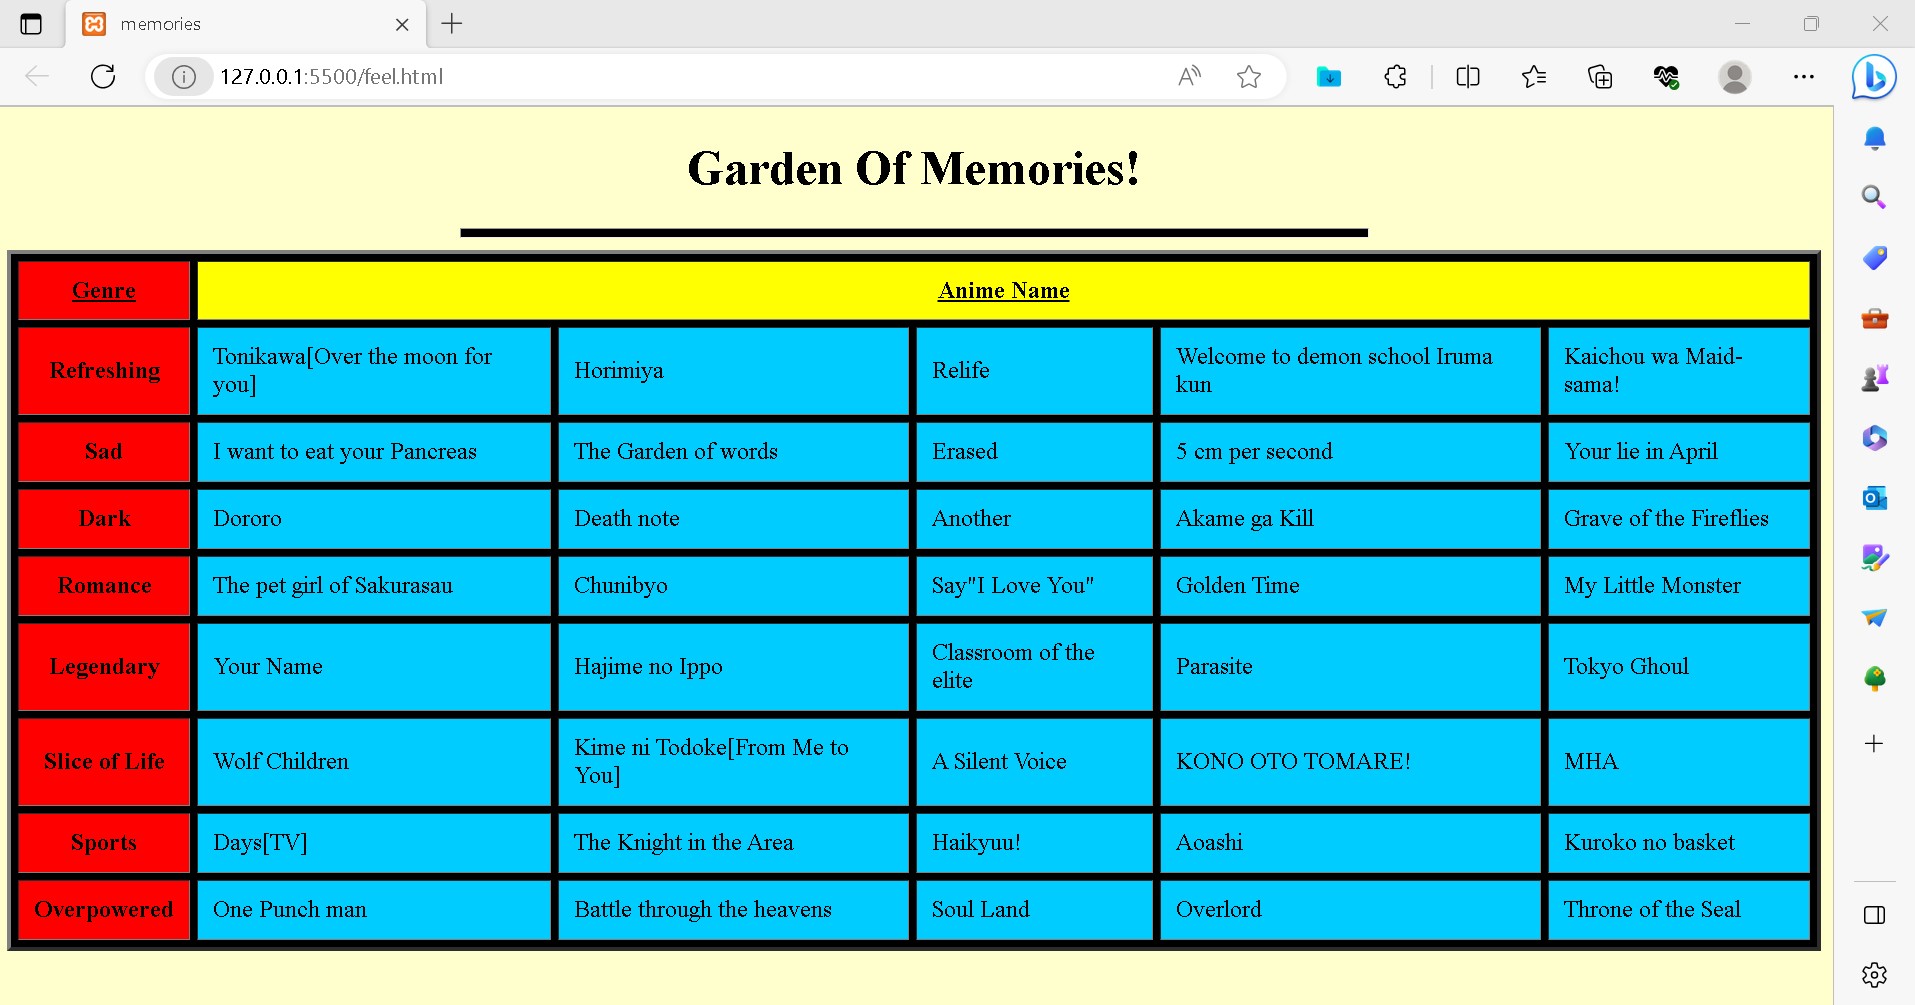 memories
127.0.0.1:5500/feel.html
Garden Of Memories!
Genre
Anime Name
Refreshing
Tonikawa[Over the moon for
you]
Horimiya
Relife
Welcome to demon school Iruma
kun
Kaichou wa Maid-
sama!
Sad
I want to eat your Pancreas
The Garden of words
Erased
5 cm per second
Your lie in April
Dark
Dororo
Death note
Another
Akame ga Kill
Grave of the Fireflies
Romance
The pet girl of Sakurasau
Chunibyo
Say"I Love You"
Golden Time
My Little Monster
Legendary
Your Name
Hajime no Ippo
Classroom of the
elite
Parasite
Tokyo Ghoul
Slice of Life
Wolf Children
Kime ni Todoke[From Me to
You]
A Silent Voice
KONO OTO TOMARE!
MHA
Sports
Days[TV]
The Knight in the Area
Haikyuu!
Aoashi
Kuroko no basket
Overpowered
One Punch man
Battle through the heavens
Soul Land
Overlord
Throne of the Seal